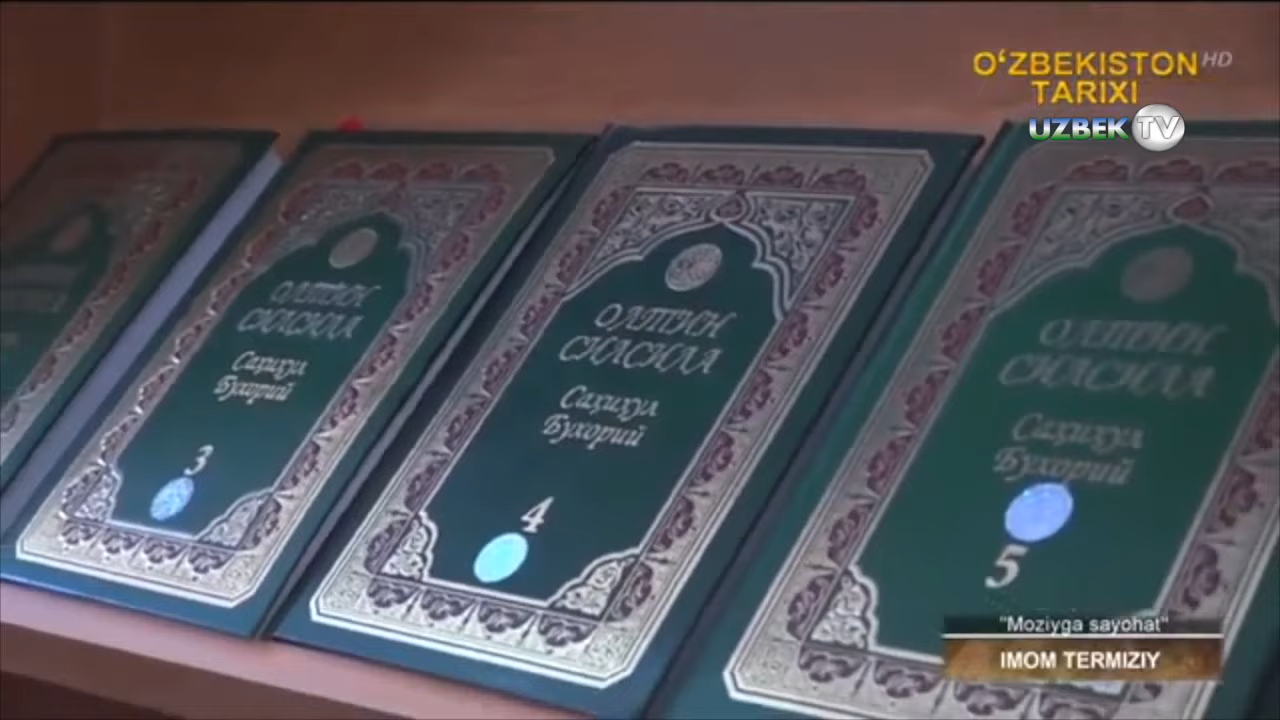 O‘ZBEKISTON HD
TARIXI
UZBEK TV
ОЛТИН
СИЛСИЛА
Саҳиҳул
Бухорий
3
ОЛТИН
СИЛСИЛА
Саҳиҳул
Бухорий
4
ОЛТИН
СИЛСИЛА
Саҳиҳул
Бухорий
5
"Moziyga sayohat"
IMOM TERMIZIY